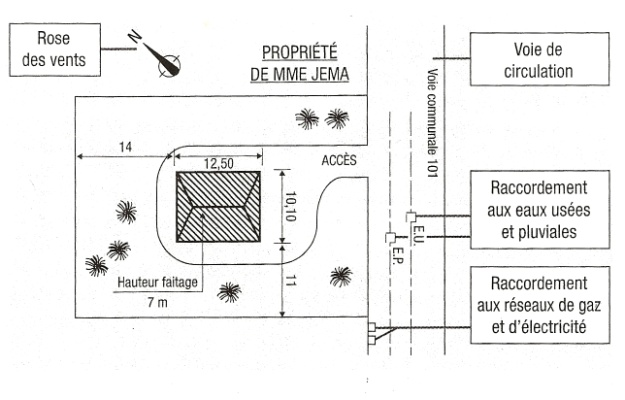 Rose
des vents
N
PROPRIÉTÉ
DE MME JEMA
Voie de
circulation
Voie communale 101
14
12,50
ACCÈS
10,10
Raccordement
aux eaux usées
et pluviales
E.U.
E.P.
Hauteur faitage
7 m
11
Raccordement
aux réseaux de gaz
et d'électricité